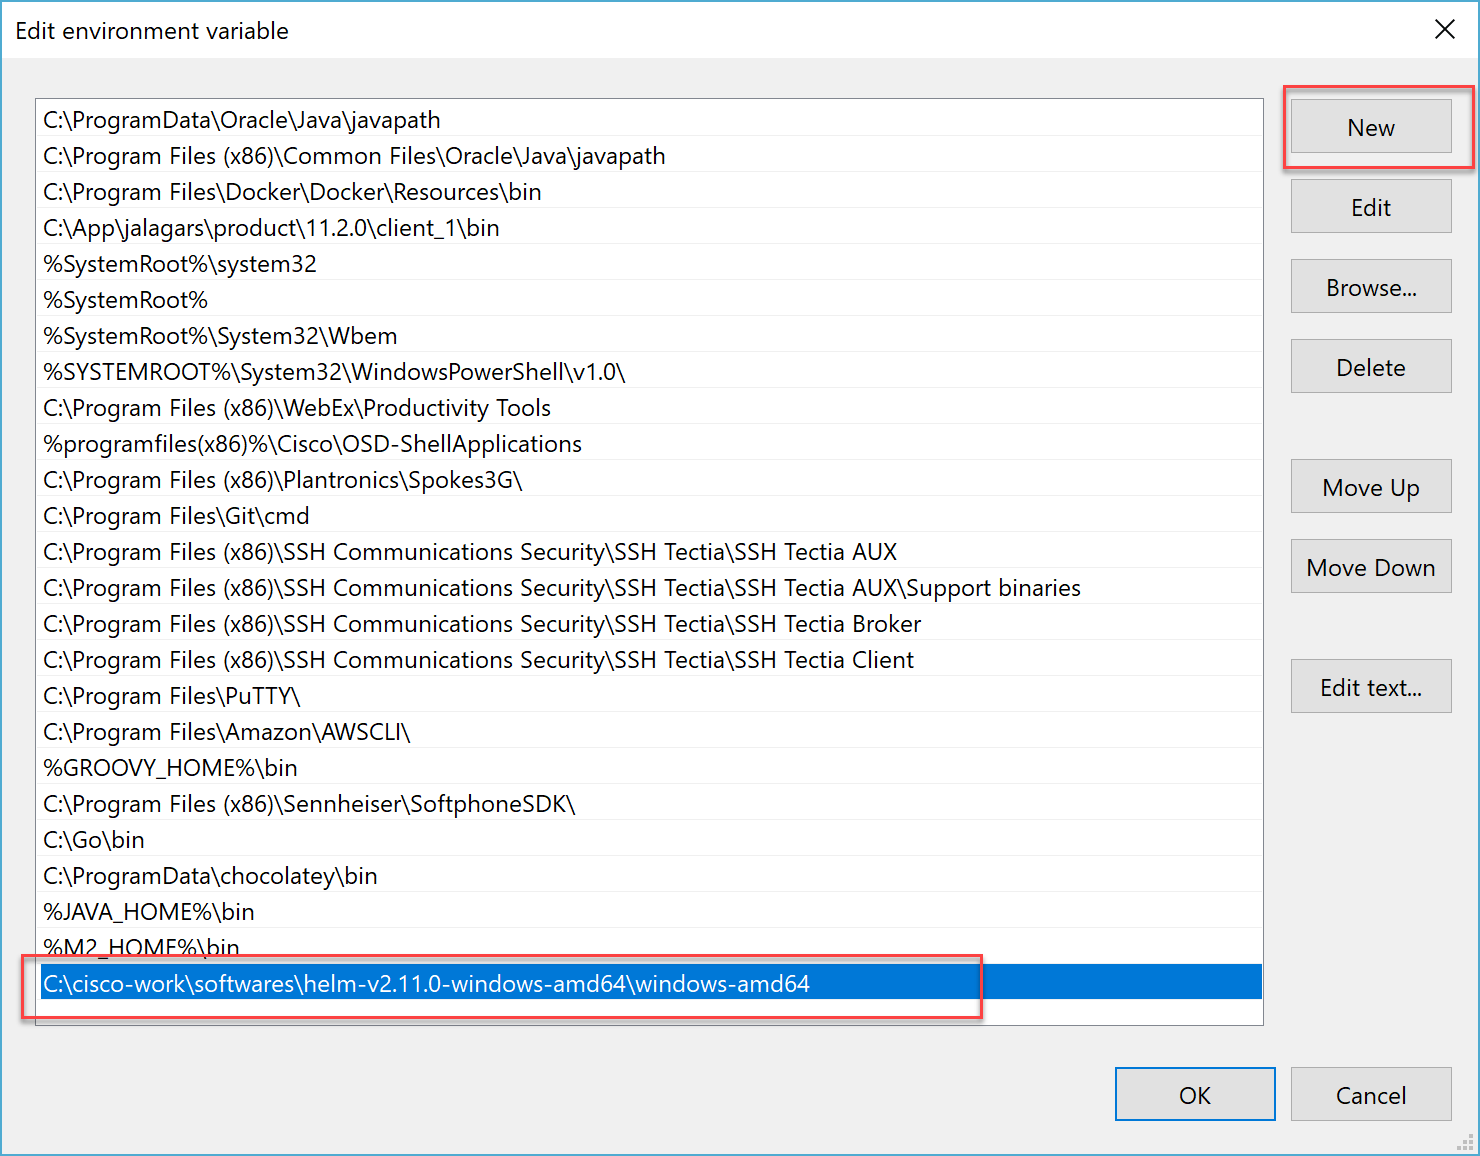 Edit environment variable
C:\ProgramData\Oracle\Java\javapath
C:\Program Files (x86)\Common Files\Oracle\Java\javapath
C:\Program Files\Docker\Docker\Resources\bin
C:\App\jalagars\product\11.2.0\client_1\bin
%SystemRoot%\system32
%SystemRoot%
%SystemRoot%\System32\Wbem
%SYSTEMROOT%\System32\WindowsPowerShell\v1.0\
C:\Program Files (x86)\WebEx\Productivity Tools
%programfiles(x86)%\Cisco\OSD-ShellApplications
C:\Program Files (x86)\Plantronics\Spokes3G\
C:\Program Files\Git\cmd
C:\Program Files (x86)\SSH Communications Security\SSH Tectia\SSH Tectia AUX
C:\Program Files (x86)\SSH Communications Security\SSH Tectia\SSH Tectia AUX\Support binaries
C:\Program Files (x86)\SSH Communications Security\SSH Tectia\SSH Tectia Broker
C:\Program Files (x86)\SSH Communications Security\SSH Tectia\SSH Tectia Client
C:\Program Files\PuTTY\
C:\Program Files\Amazon\AWSCLI\
%GROOVY_HOME%\bin
C:\Program Files (x86)\Sennheiser\SoftphoneSDK\
C:\Go\bin
C:\ProgramData\chocolatey\bin
%JAVA_HOME%\bin
%M2_HOME%\bin
C:\cisco-work\softwares\helm-v2.11.0-windows-amd64\windows-amd64
New
Edit
Browse...
Delete
Move Up
Move Down
Edit text...
OK
Cancel